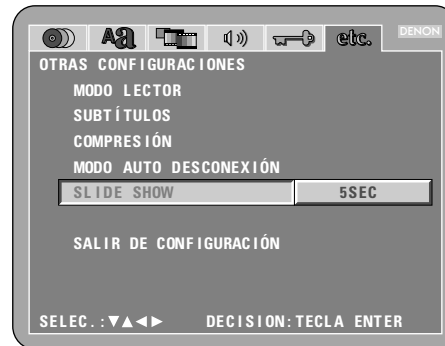 Aa etc. DENON
OTRAS CONFIGURACIONES
MODO LECTOR
SUBTÍTULOS
COMPRESIÓN
MODO AUTO DESCONEXIÓN
SLIDE SHOW 5SEC
SALIR DE CONFIGURACIÓN
SELEC.:▼▲◀▶ DECISION:TECLA ENTER